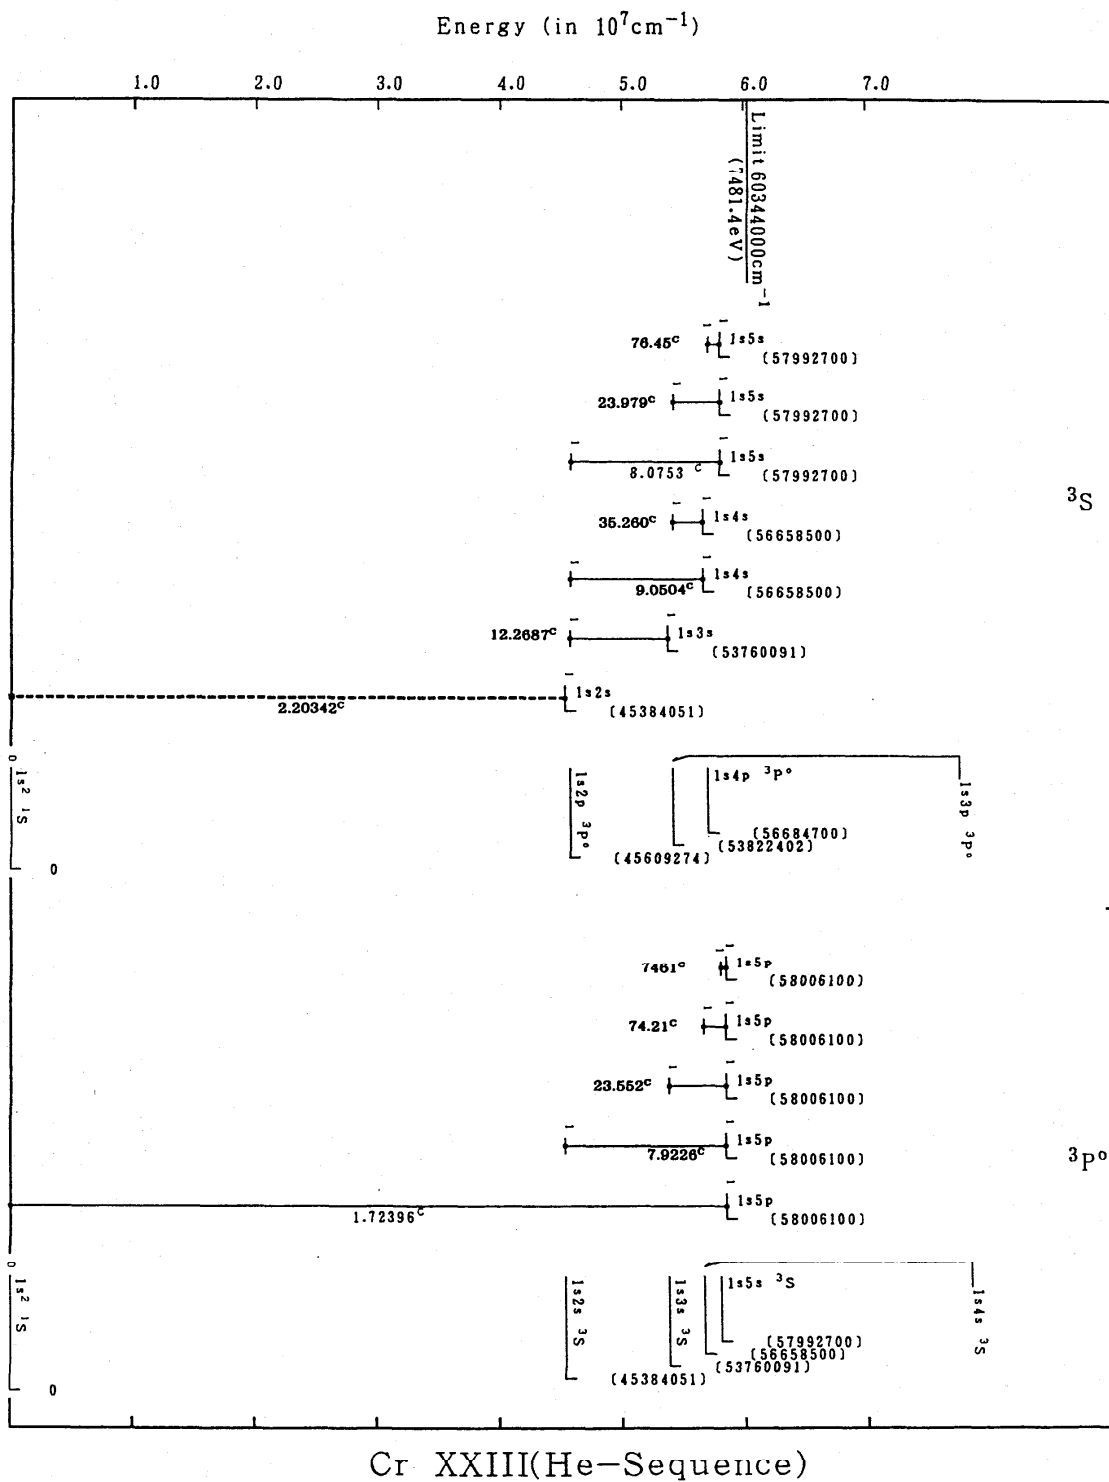 Energy (in 10⁷cm⁻¹)
1.0 2.0 3.0 4.0 5.0 6.0 7.0
Limit 60344000cm⁻¹
(7481.4eV)
76.45ᶜ 1s5s
(57992700)
23.979ᶜ 1s5s
(57992700)
8.0753ᶜ 1s5s
(57992700)
³S
35.260ᶜ 1s4s
(56658500)
9.0504ᶜ 1s4s
(56658500)
12.2687ᶜ 1s3s
(53760091)
2.20342ᶜ 1s2s
(45384051)
0
1s² ¹S
1s2p ³P°
1s4p ³P°
1s3p ³P°
(56684700)
(53822402)
(45609274)
0
7461ᶜ 1s5p
(58006100)
74.21ᶜ 1s5p
(58006100)
23.552ᶜ 1s5p
(58006100)
7.9226ᶜ 1s5p
(58006100)
³P°
1.72396ᶜ 1s5p
(58006100)
0
1s² ¹S
1s2s ³S
1s3s ³S
1s5s ³S
1s4s ³S
(57992700)
(56658500)
(53760091)
(45384051)
0
Cr XXIII(He-Sequence)